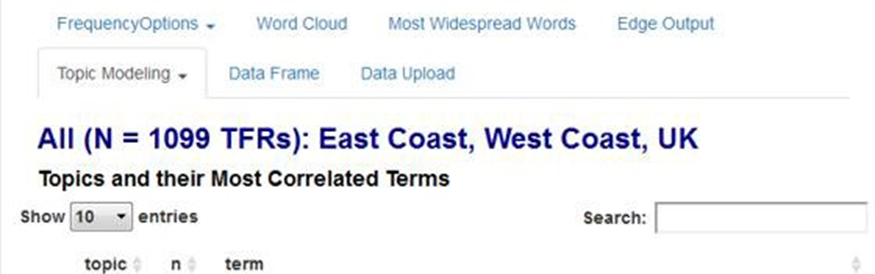 FrequencyOptions Word Cloud Most Widespread Words Edge Output
Topic Modeling Data Frame Data Upload
All (N = 1099 TFRs): East Coast, West Coast, UK
Topics and their Most Correlated Terms
Show 10 entries Search:
topic n term